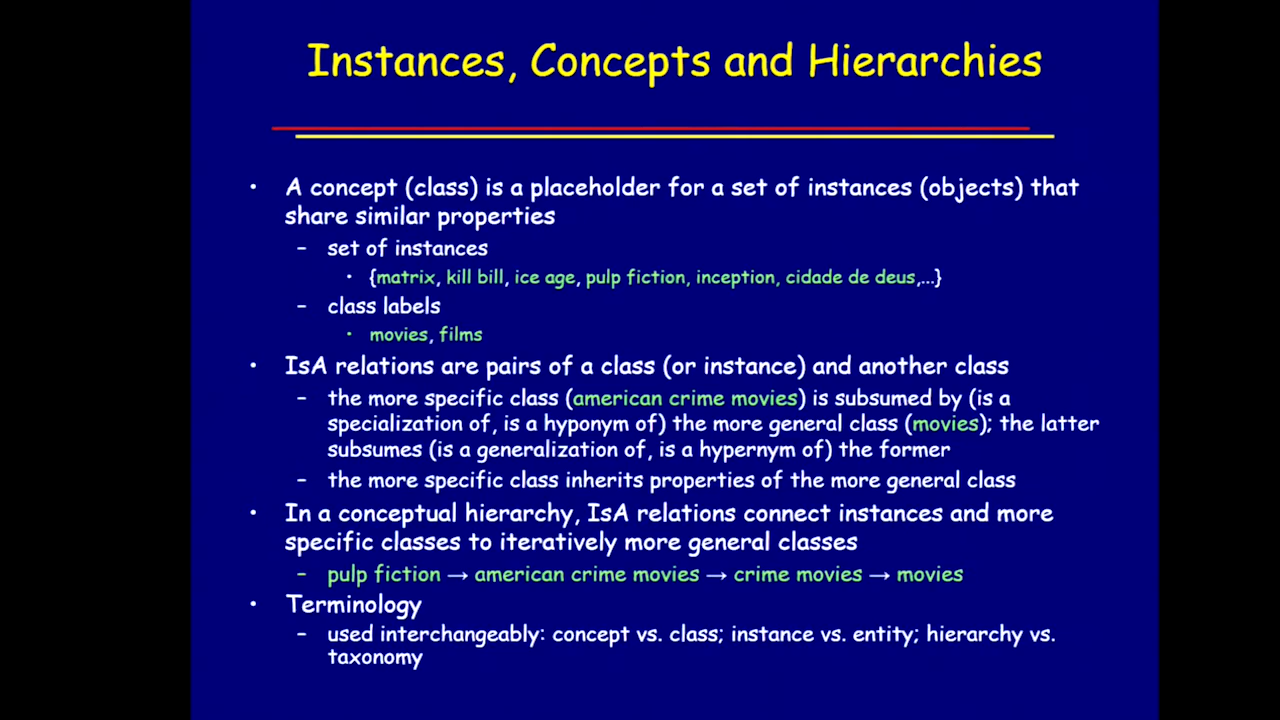 Instances, Concepts and Hierarchies
• A concept (class) is a placeholder for a set of instances (objects) that
share similar properties
– set of instances
• {matrix, kill bill, ice age, pulp fiction, inception, cidade de deus,...}
– class labels
• movies, films
• IsA relations are pairs of a class (or instance) and another class
– the more specific class (american crime movies) is subsumed by (is a
specialization of, is a hyponym of) the more general class (movies); the latter
subsumes (is a generalization of, is a hypernym of) the former
– the more specific class inherits properties of the more general class
• In a conceptual hierarchy, IsA relations connect instances and more
specific classes to iteratively more general classes
– pulp fiction → american crime movies → crime movies → movies
• Terminology
– used interchangeably: concept vs. class; instance vs. entity; hierarchy vs.
taxonomy